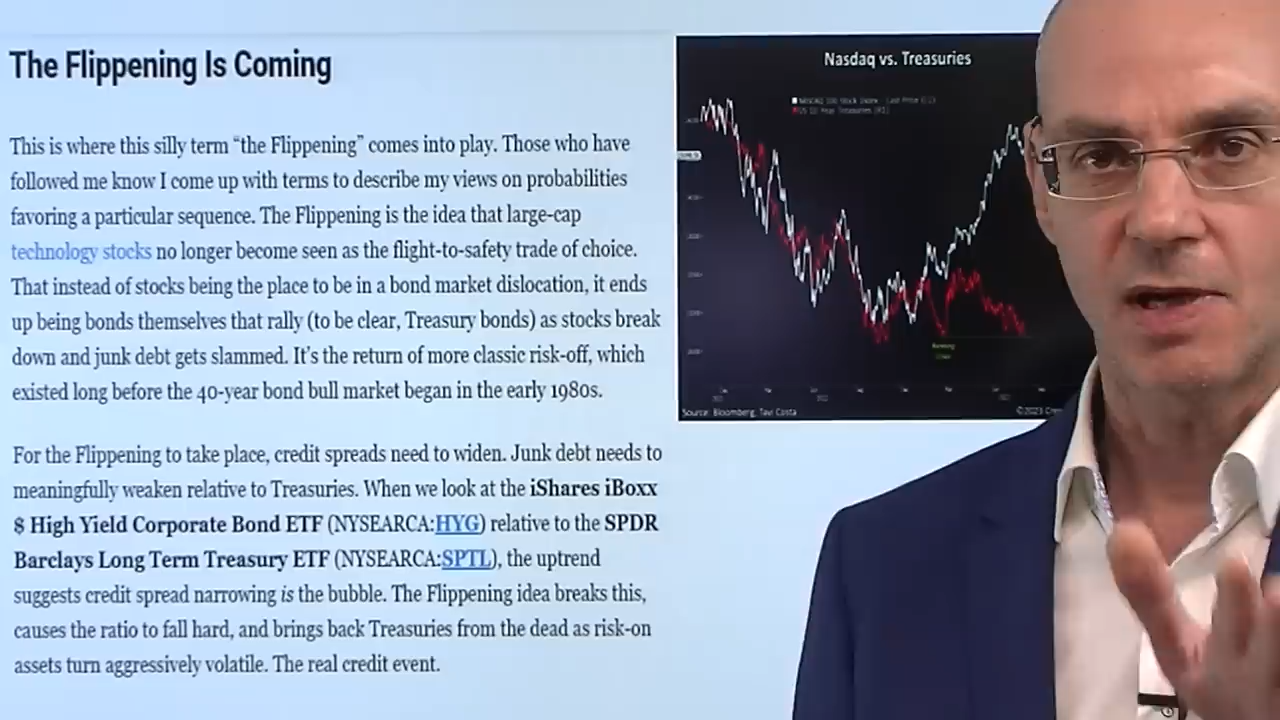 The Flippening Is Coming
This is where this silly term “the Flippening” comes into play. Those who have
followed me know I come up with terms to describe my views on probabilities
favoring a particular sequence. The Flippening is the idea that large-cap
technology stocks no longer become seen as the flight-to-safety trade of choice.
That instead of stocks being the place to be in a bond market dislocation, it ends
up being bonds themselves that rally (to be clear, Treasury bonds) as stocks break
down and junk debt gets slammed. It’s the return of more classic risk-off, which
existed long before the 40-year bond bull market began in the early 1980s.
For the Flippening to take place, credit spreads need to widen. Junk debt needs to
meaningfully weaken relative to Treasuries. When we look at the iShares iBoxx
$ High Yield Corporate Bond ETF (NYSEARCA:HYG) relative to the SPDR
Barclays Long Term Treasury ETF (NYSEARCA:SPTL), the uptrend
suggests credit spread narrowing is the bubble. The Flippening idea breaks this,
causes the ratio to fall hard, and brings back Treasuries from the dead as risk-on
assets turn aggressively volatile. The real credit event.
Nasdaq vs. Treasuries
Source: Bloomberg, Tavi Costa
©2023